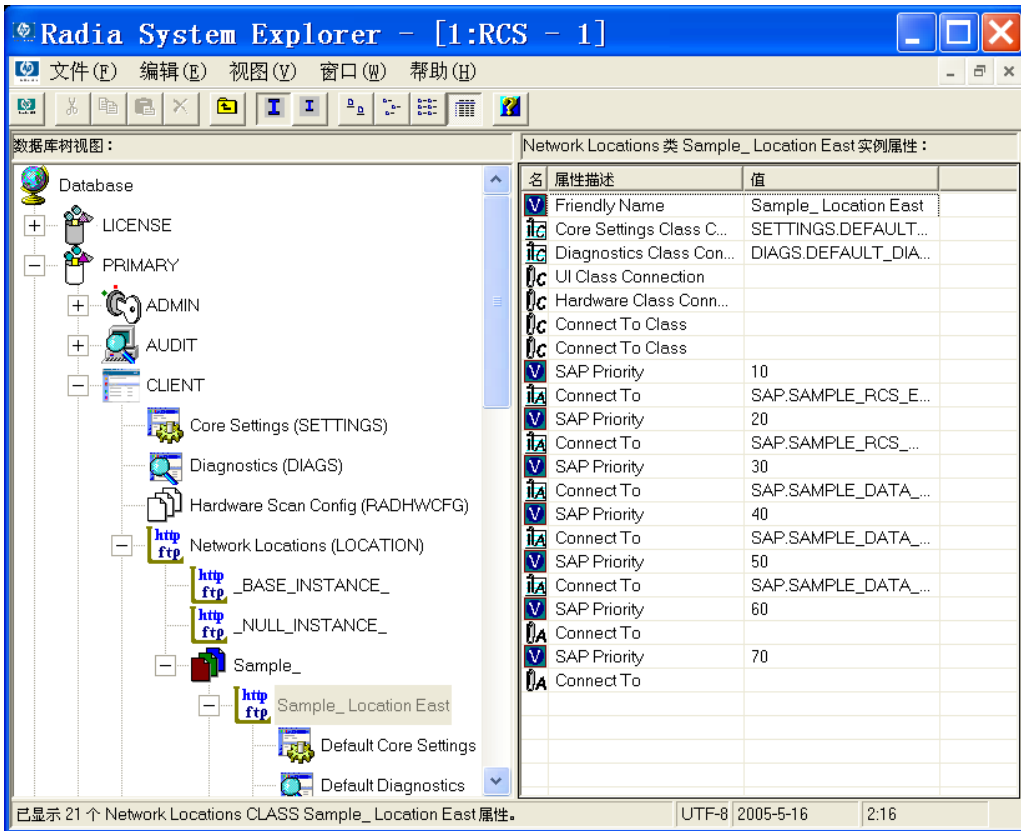 Radia System Explorer - [1:RCS - 1]
文件(F) 编辑(E) 视图(V) 窗口(W) 帮助(H)
数据库树视图:
Database
LICENSE
PRIMARY
ADMIN
AUDIT
CLIENT
Core Settings (SETTINGS)
Diagnostics (DIAGS)
Hardware Scan Config (RADHWCFG)
http ftp Network Locations (LOCATION)
http ftp _BASE_INSTANCE_
http ftp _NULL_INSTANCE_
Sample_
http ftp Sample_ Location East
Default Core Settings
Default Diagnostics
Network Locations 类 Sample_ Location East 实例属性:
名 属性描述 值
V Friendly Name Sample_ Location East
C Core Settings Class C... SETTINGS.DEFAULT...
C Diagnostics Class Con... DIAGS.DEFAULT_DIA...
C UI Class Connection
C Hardware Class Conn...
C Connect To Class
C Connect To Class
V SAP Priority 10
A Connect To SAP.SAMPLE_RCS_E...
V SAP Priority 20
A Connect To SAP.SAMPLE_RCS_...
V SAP Priority 30
A Connect To SAP.SAMPLE_DATA_...
V SAP Priority 40
A Connect To SAP.SAMPLE_DATA_...
V SAP Priority 50
A Connect To SAP.SAMPLE_DATA_...
V SAP Priority 60
A Connect To
V SAP Priority 70
A Connect To
已显示 21 个 Network Locations CLASS Sample_ Location East 属性。 UTF-8 2005-5-16 2:16